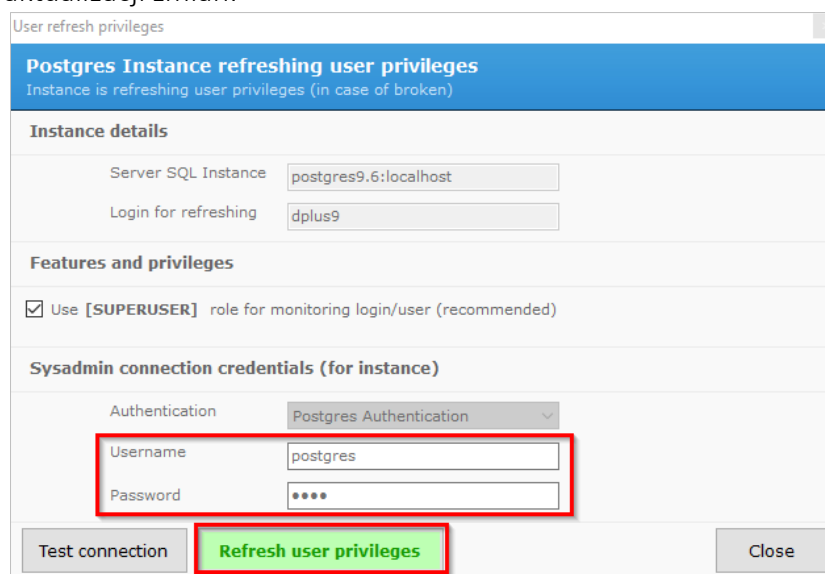 User refresh privileges
Postgres Instance refreshing user privileges
Instance is refreshing user privileges (in case of broken)
Instance details
Server SQL Instance postgres9.6:localhost
Login for refreshing dplus9
Features and privileges
Use [SUPERUSER] role for monitoring login/user (recommended)
Sysadmin connection credentials (for instance)
Authentication Postgres Authentication
Username postgres
Password ••••
Test connection Refresh user privileges Close